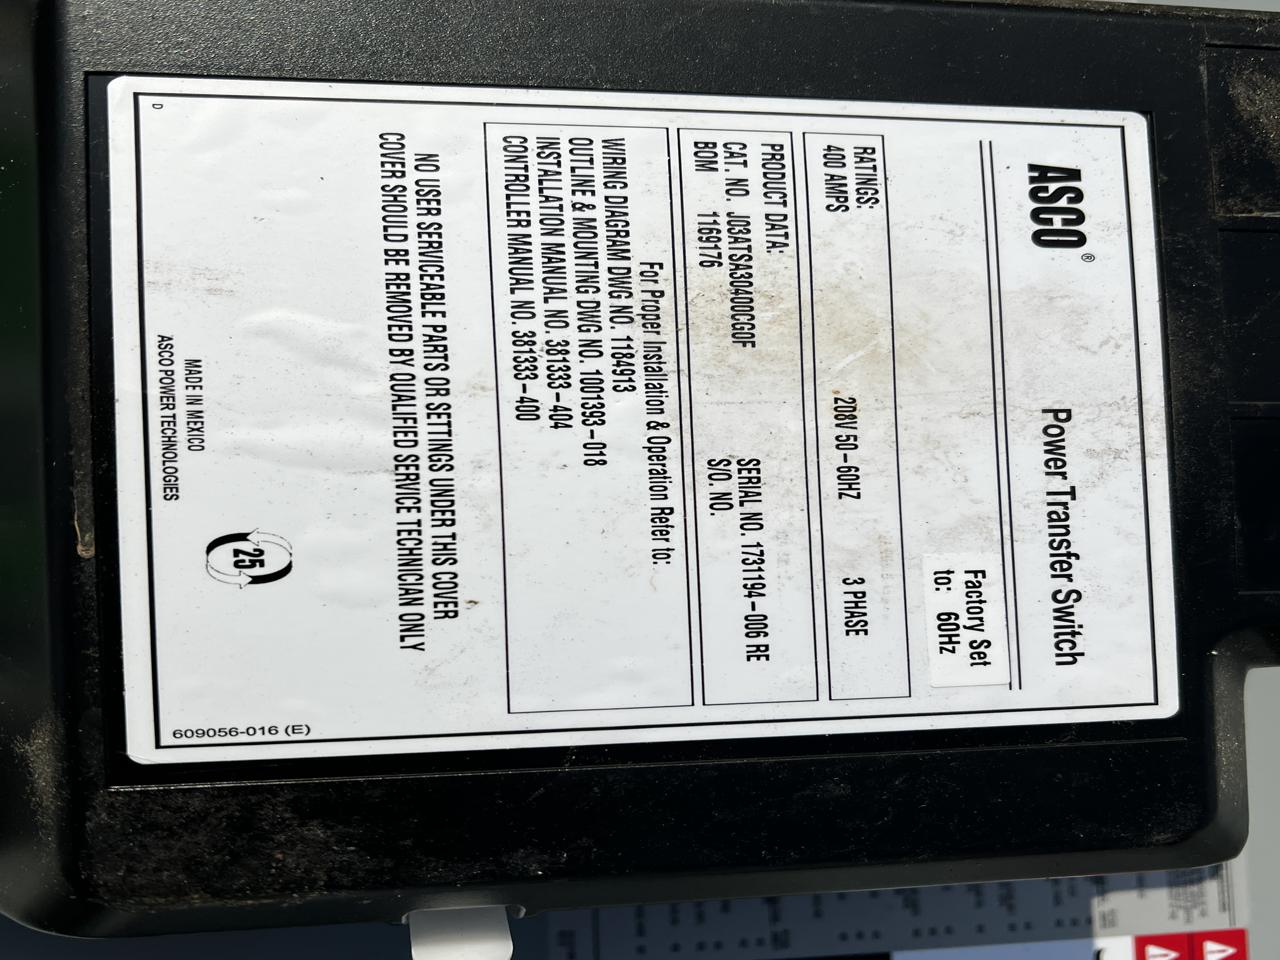 ASCO ®
Power Transfer Switch
Factory Set
to: 60Hz
RATINGS:
400 AMPS 208V 50-60HZ 3 PHASE
PRODUCT DATA:
CAT. NO. J03ATSA30400CG0F SERIAL NO. 1731194-006 RE
BOM 1169176 S/O. NO.
For Proper Installation & Operation Refer to:
WIRING DIAGRAM DWG NO. 1184913
OUTLINE & MOUNTING DWG NO. 1001393-018
INSTALLATION MANUAL NO. 381333-404
CONTROLLER MANUAL NO. 381333-400
NO USER SERVICEABLE PARTS OR SETTINGS UNDER THIS COVER
COVER SHOULD BE REMOVED BY QUALIFIED SERVICE TECHNICIAN ONLY
25
MADE IN MEXICO
ASCO POWER TECHNOLOGIES
D
609056-016 (E)